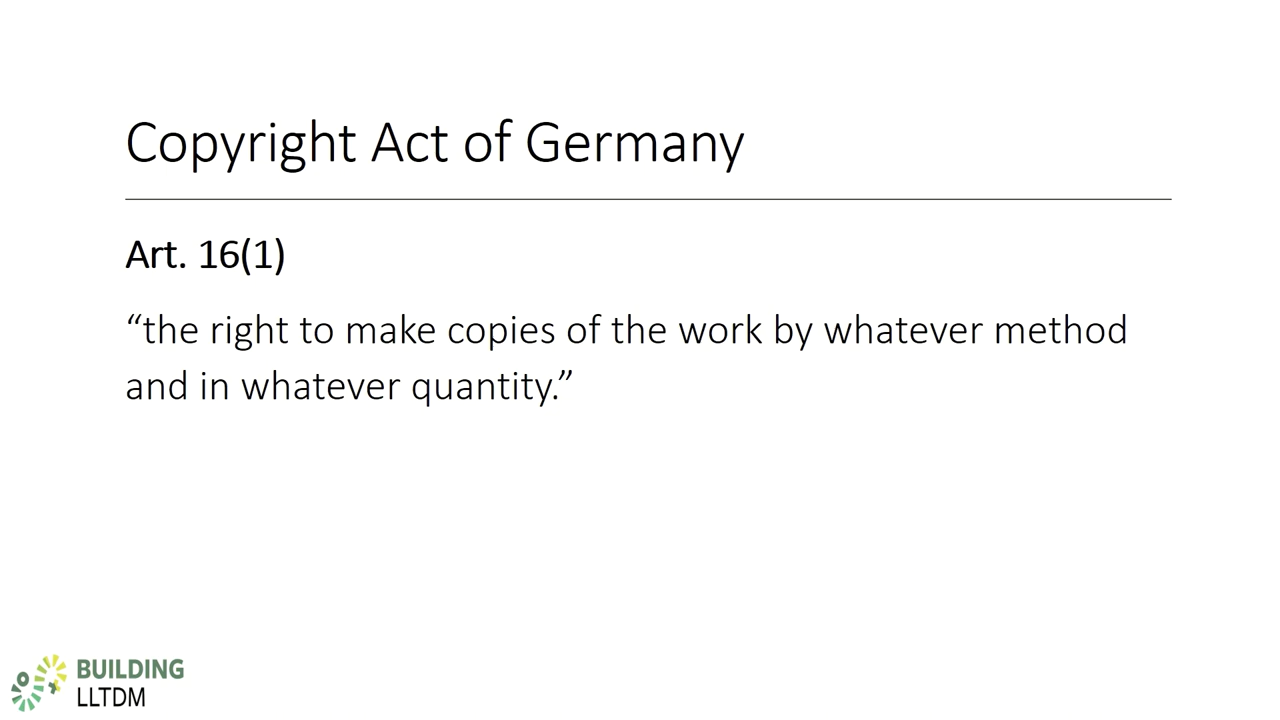 Copyright Act of Germany
Art. 16(1)
“the right to make copies of the work by whatever method
and in whatever quantity.”
BUILDING
LLTDM